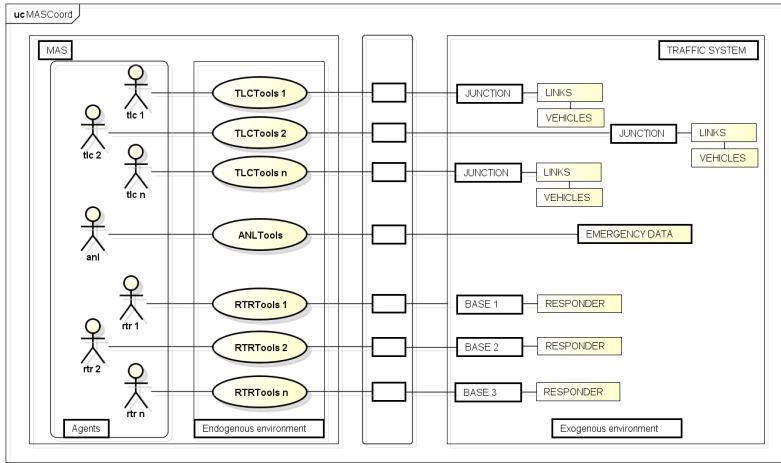 uc MASCoord
MAS
TRAFFIC SYSTEM
tlc 1
TLCTools 1
JUNCTION
LINKS
VEHICLES
tlc 2
TLCTools 2
JUNCTION
LINKS
VEHICLES
tlc n
TLCTools n
JUNCTION
LINKS
VEHICLES
anl
ANLTools
EMERGENCY DATA
rtr 1
RTRTools 1
BASE 1
RESPONDER
rtr 2
RTRTools 2
BASE 2
RESPONDER
rtr n
RTRTools n
BASE 3
RESPONDER
Agents
Endogenous environment
Exogenous environment